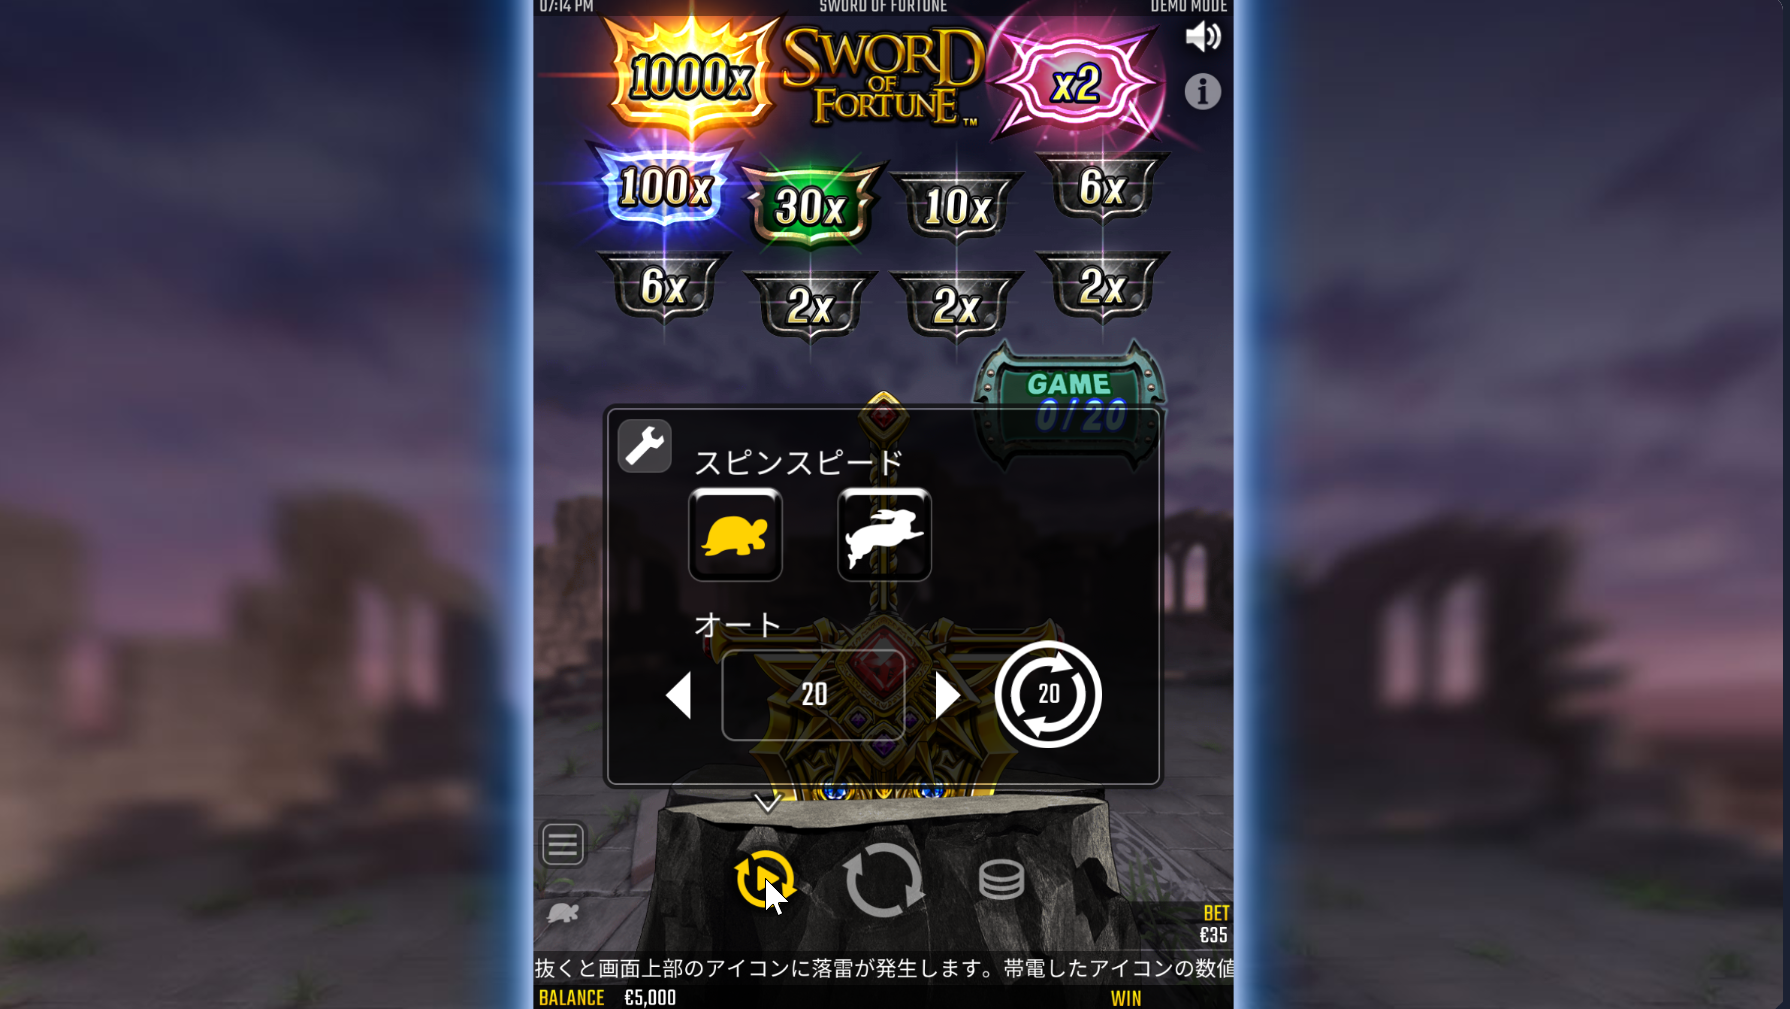 07:14 PM SWORD OF FORTUNE DEMO MODE
1000x SWORD OF FORTUNE ™ x2
100x 30x 10x 6x
6x 2x 2x 2x
GAME
0/20
スピンスピード
オート
20 20
BET
€35
抜くと画面上部のアイコンに落雷が発生します。帯電したアイコンの数値
BALANCE €5,000 WIN